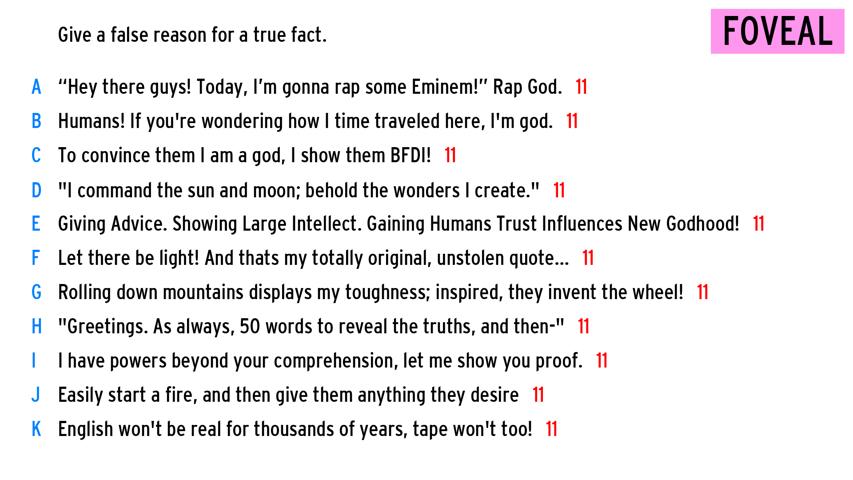 Give a false reason for a true fact.
FOVEAL
A “Hey there guys! Today, I’m gonna rap some Eminem!” Rap God. 11
B Humans! If you're wondering how I time traveled here, I'm god. 11
C To convince them I am a god, I show them BFDI! 11
D "I command the sun and moon; behold the wonders I create." 11
E Giving Advice. Showing Large Intellect. Gaining Humans Trust Influences New Godhood! 11
F Let there be light! And thats my totally original, unstolen quote... 11
G Rolling down mountains displays my toughness; inspired, they invent the wheel! 11
H "Greetings. As always, 50 words to reveal the truths, and then-" 11
I I have powers beyond your comprehension, let me show you proof. 11
J Easily start a fire, and then give them anything they desire 11
K English won't be real for thousands of years, tape won't too! 11